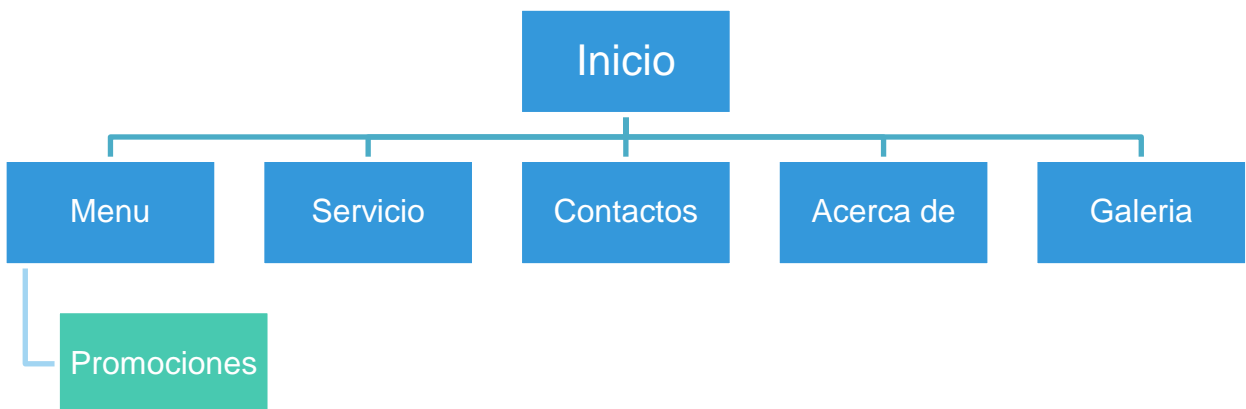 Inicio
Menu
Servicio
Contactos
Acerca de
Galeria
Promociones